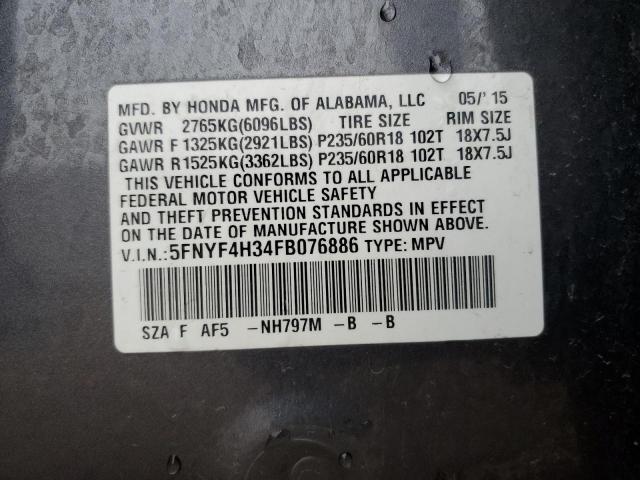 MFD. BY HONDA MFG. OF ALABAMA, LLC 05/'15
GVWR 2765KG(6096LBS) TIRE SIZE RIM SIZE
GAWR F 1325KG(2921LBS) P235/60R18 102T 18X7.5J
GAWR R 1525KG(3362LBS) P235/60R18 102T 18X7.5J
THIS VEHICLE CONFORMS TO ALL APPLICABLE
FEDERAL MOTOR VEHICLE SAFETY
AND THEFT PREVENTION STANDARDS IN EFFECT
ON THE DATE OF MANUFACTURE SHOWN ABOVE.
V.I.N.:5FNYF4H34FB076886 TYPE: MPV
SZA F AF5 -NH797M -B -B